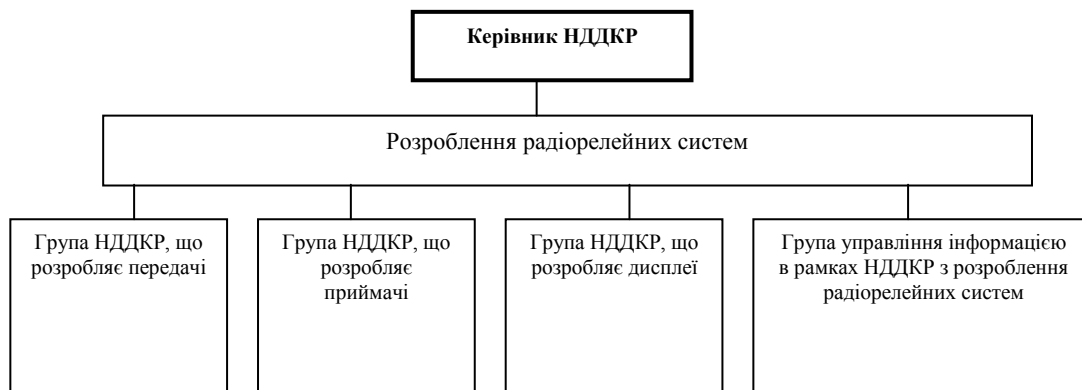 Керівник НДДКР
Розроблення радіорелейних систем
Група НДДКР, що
розробляє передачі
Група НДДКР, що
розробляє
приймачі
Група НДДКР, що
розробляє дисплеї
Група управління інформацією
в рамках НДДКР з розроблення
радіорелейних систем